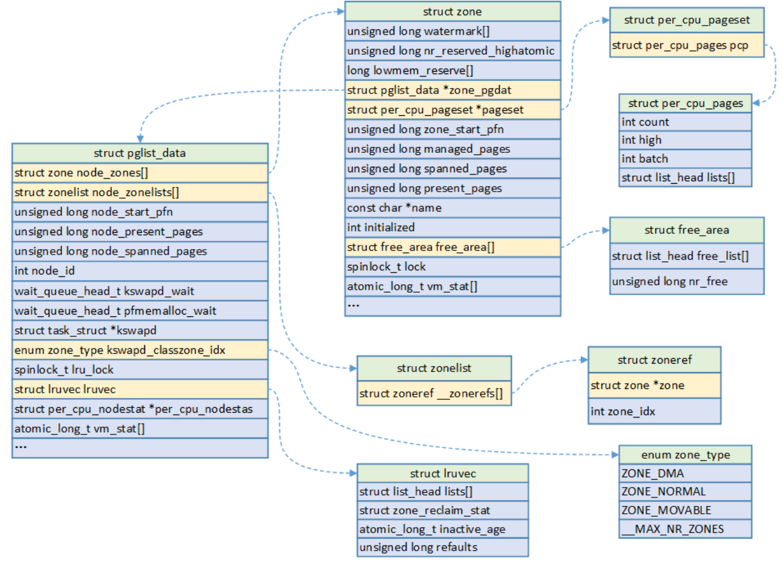 struct zone
unsigned long watermark[]
unsigned long nr_reserved_highatomic
long lowmem_reserve[]
struct pglist_data *zone_pgdat
struct per_cpu_pageset *pageset
unsigned long zone_start_pfn
unsigned long managed_pages
unsigned long spanned_pages
unsigned long present_pages
const char *name
int initialized
struct free_area free_area[]
spinlock_t lock
atomic_long_t vm_stat[]
...
struct per_cpu_pageset
struct per_cpu_pages pcp
struct per_cpu_pages
int count
int high
int batch
struct list_head lists[]
struct pglist_data
struct zone node_zones[]
struct zonelist node_zonelists[]
unsigned long node_start_pfn
unsigned long node_present_pages
unsigned long node_spanned_pages
int node_id
wait_queue_head_t kswapd_wait
wait_queue_head_t pfmemalloc_wait
struct task_struct *kswapd
enum zone_type kswapd_classzone_idx
spinlock_t lru_lock
struct lruvec lruvec
struct per_cpu_nodestat *per_cpu_nodestas
atomic_long_t vm_stat[]
...
struct free_area
struct list_head free_list[]
unsigned long nr_free
struct zonelist
struct zoneref __zonerefs[]
struct zoneref
struct zone *zone
int zone_idx
enum zone_type
ZONE_DMA
ZONE_NORMAL
ZONE_MOVABLE
__MAX_NR_ZONES
struct lruvec
struct list_head lists[]
struct zone_reclaim_stat
atomic_long_t inactive_age
unsigned long refaults